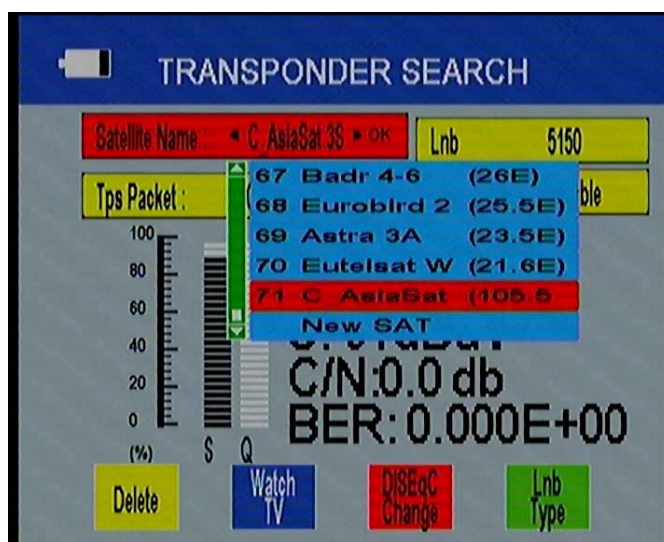 TRANSPONDER SEARCH
Satellite Name : ◄ C_AsiaSat 3S ► OK
Lnb 5150
Tps Packet :
ble
67 Badr 4-6 (26E)
68 Eurobird 2 (25.5E)
69 Astra 3A (23.5E)
70 Eutelsat W (21.6E)
71 C_AsiaSat (105.5
New SAT
C/N:0.0 db
BER: 0.000E+00
100
80
60
40
20
0
(%)
S Q
Delete
Watch TV
DISEqC Change
Lnb Type